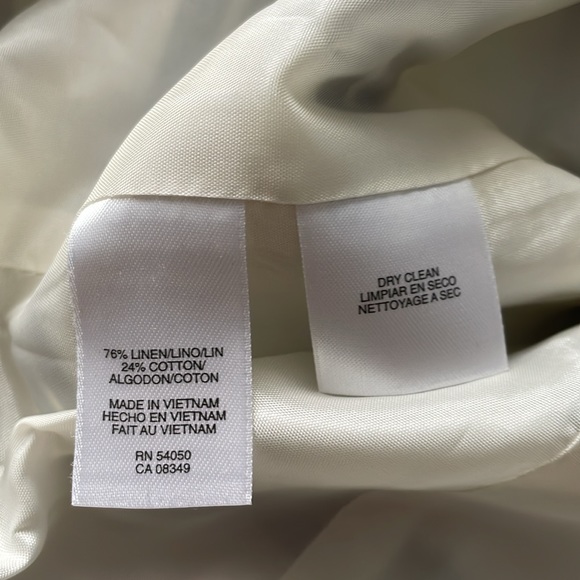 76% LINEN/LINO/LIN
24% COTTON/
ALGODON/COTON
MADE IN VIETNAM
HECHO EN VIETNAM
FAIT AU VIETNAM
RN 54050
CA 08349
DRY CLEAN
LIMPIAR EN SECO
NETTOYAGE A SEC